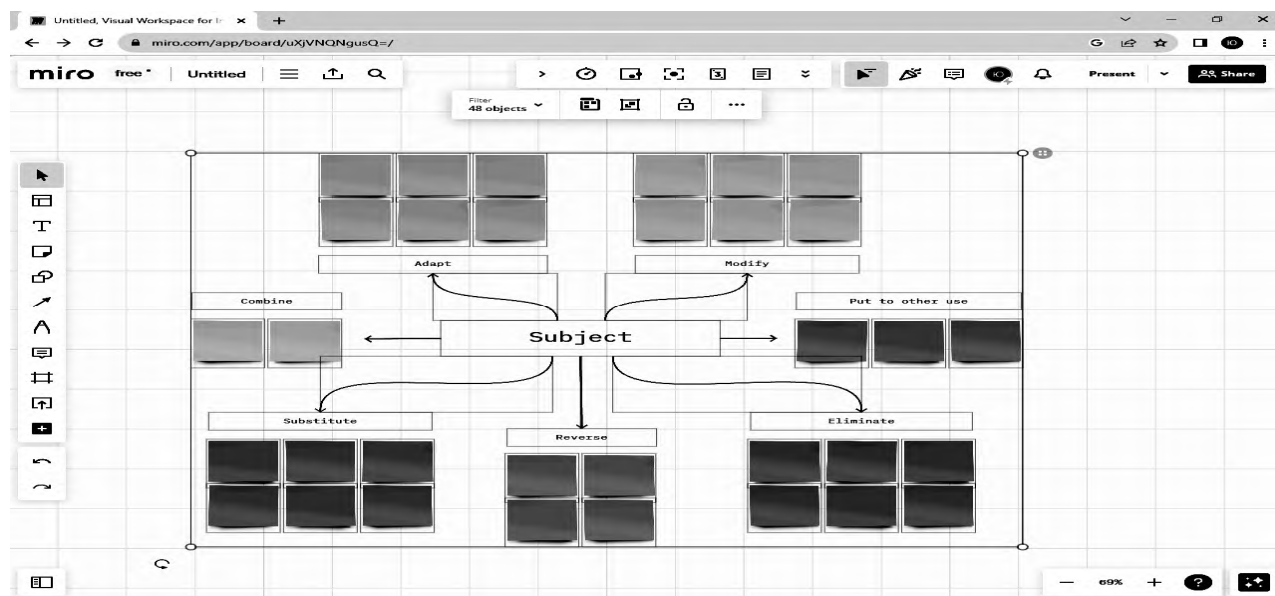 Untitled, Visual Workspace for I
miro.com/app/board/uXjVNQNgusQ=/
miro free Untitled Present Share
Filter
48 objects
Adapt Modify
Combine Put to other use
Subject
Substitute Eliminate
Reverse
69%